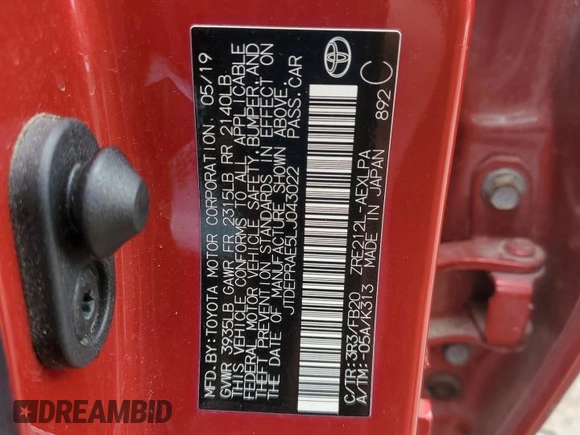 MFD. BY: TOYOTA MOTOR CORPORATION 05/19
GVWR 3935LB GAWR FR 2315LB RR 2140LB
THIS VEHICLE CONFORMS TO ALL APPLICABLE
FEDERAL MOTOR VEHICLE SAFETY, BUMPER, AND
THEFT PREVENTION STANDARDS IN EFFECT ON
THE DATE OF MANUFACTURE SHOWN ABOVE.
JTDEPRAE5LJ043022 PASS. CAR
C/TR: 3R3/FB20 ZRE212L-AEXLPA 892 C
A/TM: -05A/K313 MADE IN JAPAN
DREAMBID